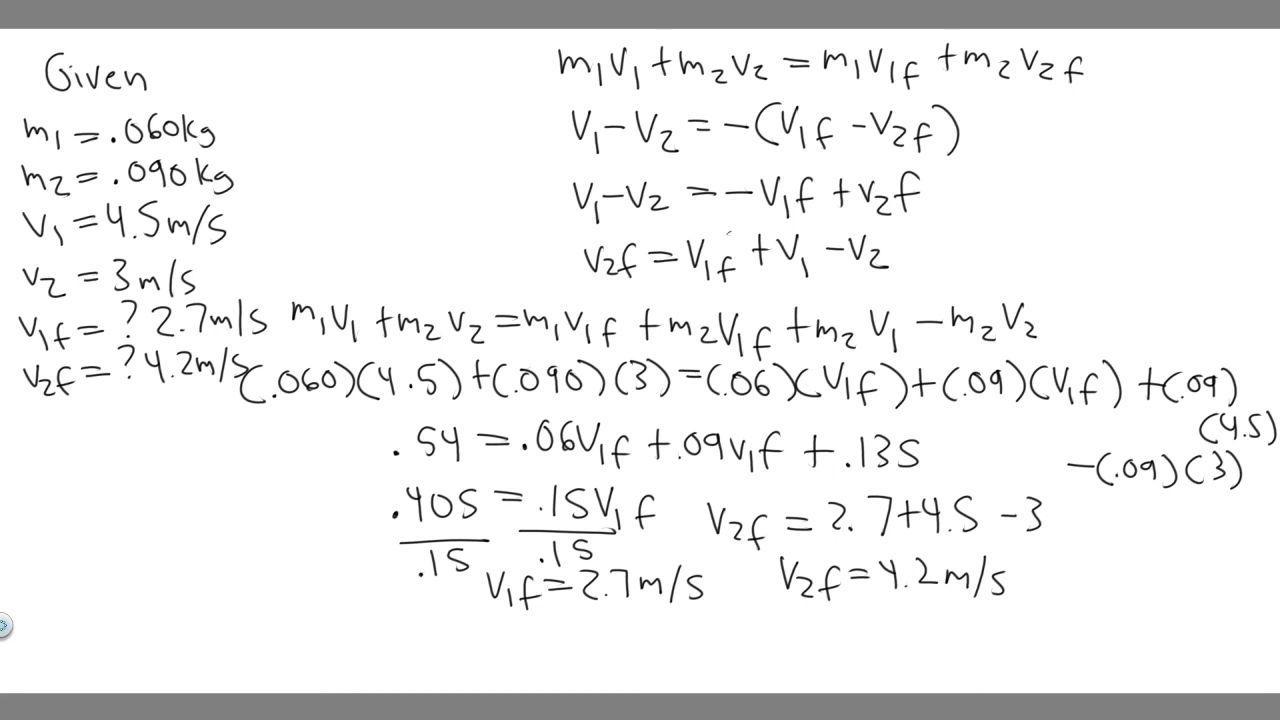 Given
m₁ = .060kg
m₂ = .090kg
v₁ = 4.5m/s
v₂ = 3m/s
v₁f = ? 2.7m/s
v₂f = ? 4.2m/s
m₁v₁ + m₂v₂ = m₁v₁f + m₂v₂f
v₁ - v₂ = -(v₁f - v₂f)
v₁ - v₂ = -v₁f + v₂f
v₂f = v₁f + v₁ - v₂
m₁v₁ + m₂v₂ = m₁v₁f + m₂v₁f + m₂v₁ - m₂v₂
(.060)(4.5) + (.090)(3) = (.06)(v₁f) + (.09)(v₁f) + (.09)
(4.5)
-(.09)(3)
.54 = .06v₁f + .09v₁f + .135
.405 = .15v₁f
.15 .15
v₁f = 2.7m/s
v₂f = 2.7+4.5-3
v₂f = 4.2m/s